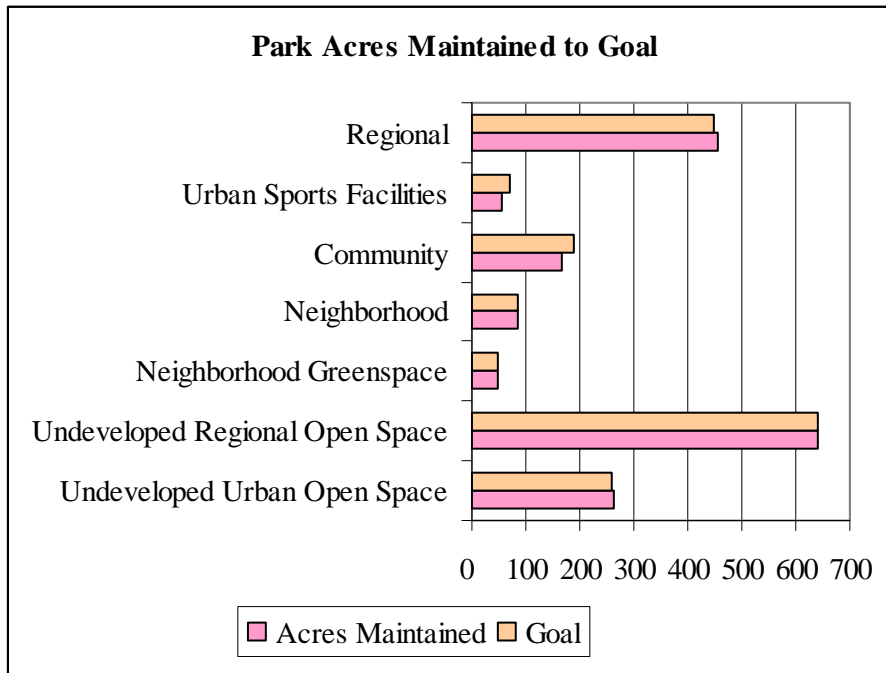 Park Acres Maintained to Goal
Regional
Urban Sports Facilities
Community
Neighborhood
Neighborhood Greenspace
Undeveloped Regional Open Space
Undeveloped Urban Open Space
0 100 200 300 400 500 600 700
Acres Maintained Goal